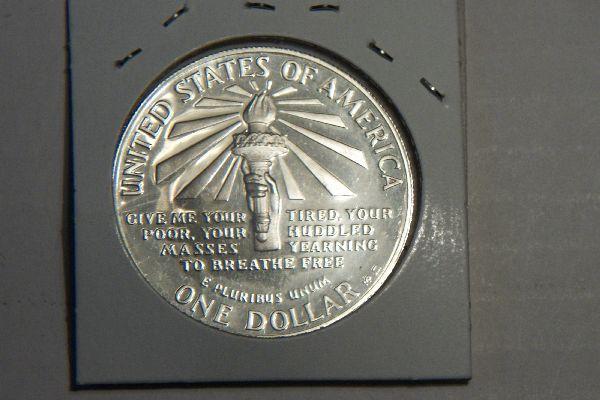 UNITED STATES OF AMERICA
GIVE ME YOUR TIRED, YOUR
POOR, YOUR HUDDLED
MASSES YEARNING
TO BREATHE FREE
E PLURIBUS UNUM
ONE DOLLAR